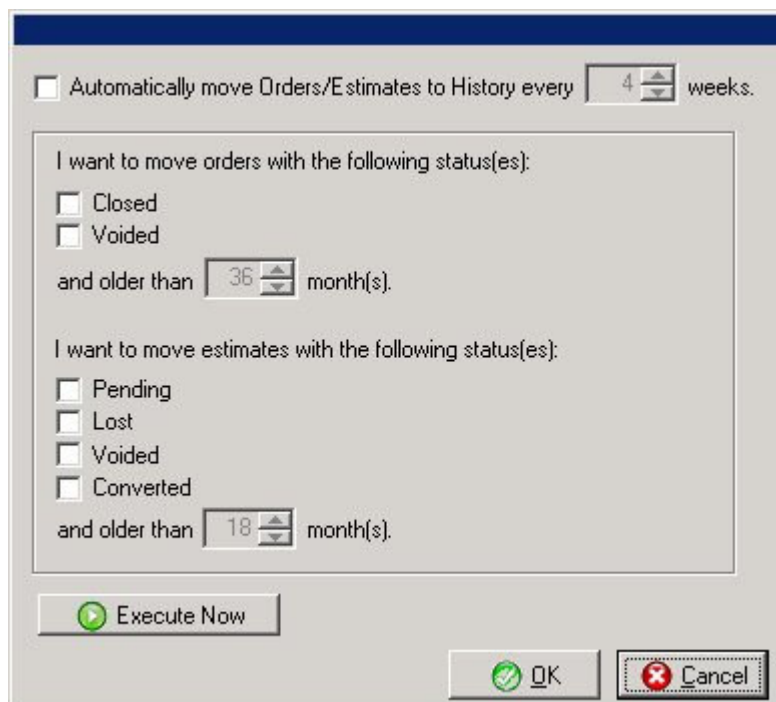 Automatically move Orders/Estimates to History every 4 weeks.
I want to move orders with the following status(es):
Closed
Voided
and older than 36 month(s).
I want to move estimates with the following status(es):
Pending
Lost
Voided
Converted
and older than 18 month(s).
Execute Now
OK Cancel